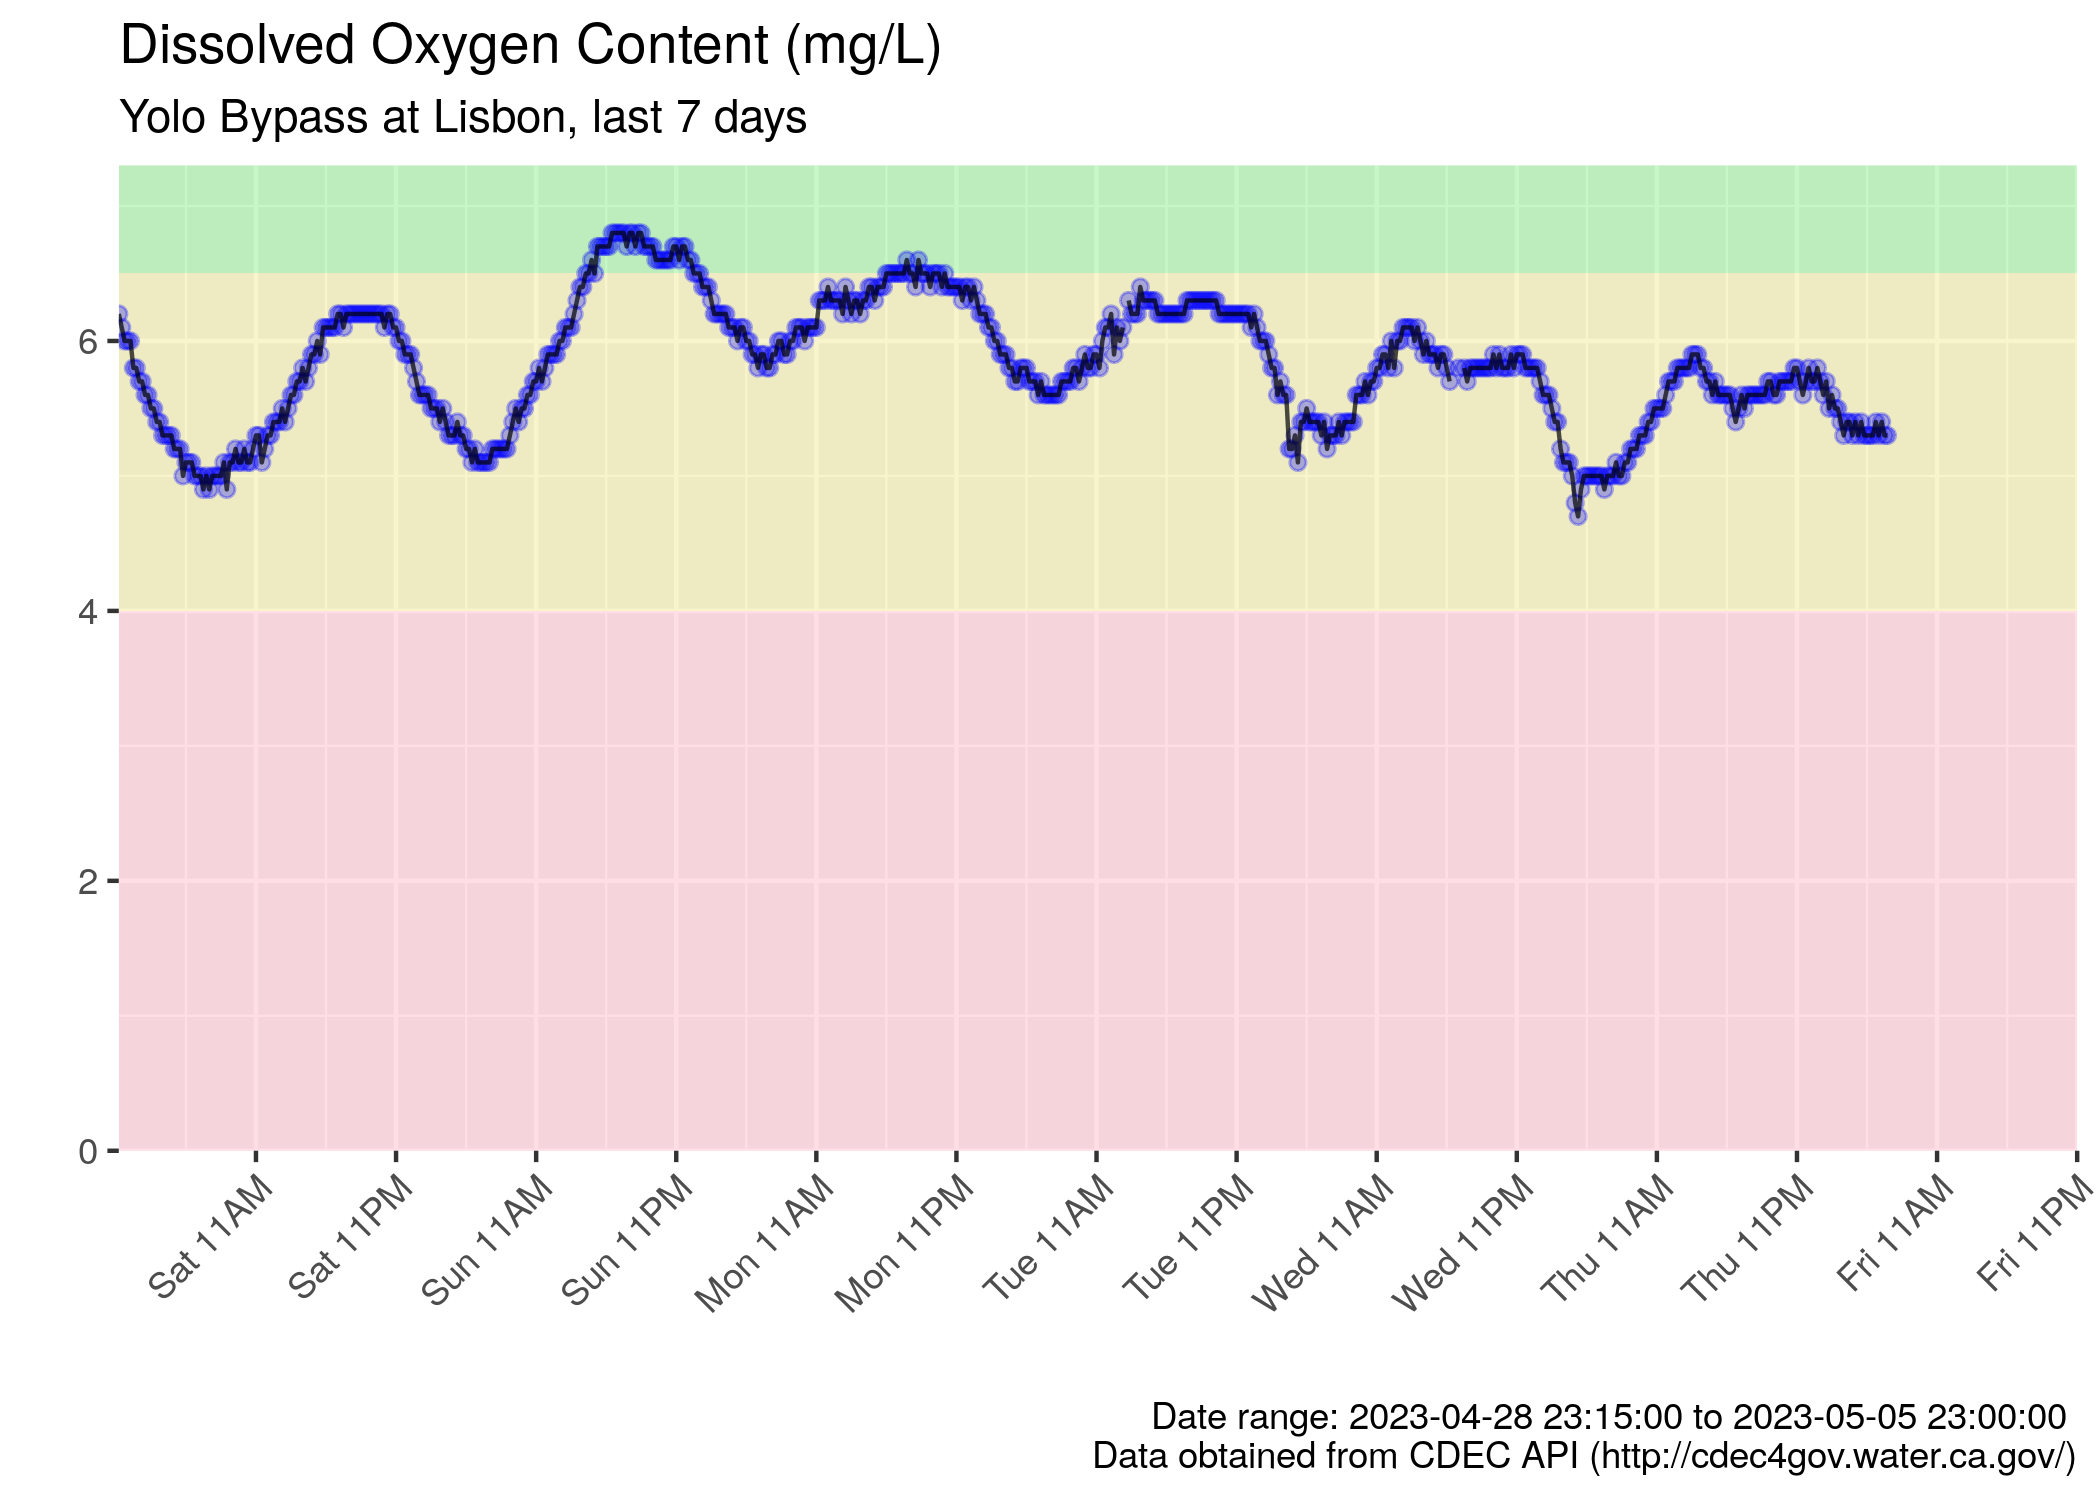 Dissolved Oxygen Content (mg/L)
Yolo Bypass at Lisbon, last 7 days
6
4
2
0
Sat 11AM
Sat 11PM
Sun 11AM
Sun 11PM
Mon 11AM
Mon 11PM
Tue 11AM
Tue 11PM
Wed 11AM
Wed 11PM
Thu 11AM
Thu 11PM
Fri 11AM
Fri 11PM
Date range: 2023-04-28 23:15:00 to 2023-05-05 23:00:00
Data obtained from CDEC API (http://cdec4gov.water.ca.gov/)